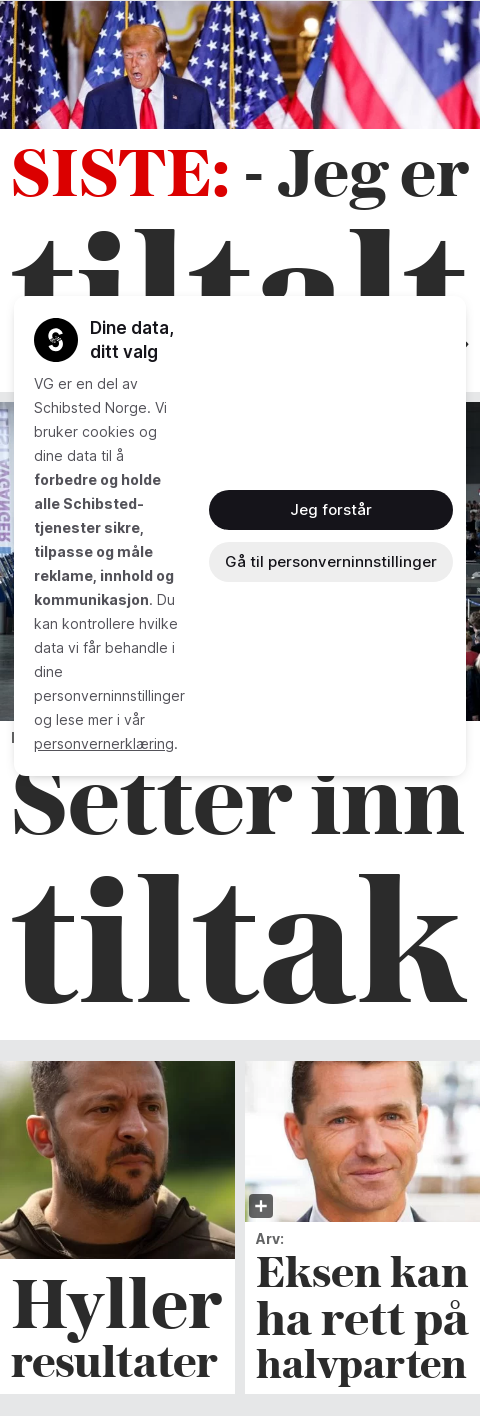 SISTE: - Jeg er
tiltalt
Dine data,
ditt valg
VG er en del av
Schibsted Norge. Vi
bruker cookies og
dine data til å
forbedre og holde
alle Schibsted-
tjenester sikre,
tilpasse og måle
reklame, innhold og
kommunikasjon. Du
kan kontrollere hvilke
data vi får behandle i
dine
personverninnstillinger
og lese mer i vår
personvernerklæring.
Jeg forstår
Gå til personverninnstillinger
Setter inn
tiltak
Hyller
resultater
Arv:
Eksen kan
ha rett på
halvparten